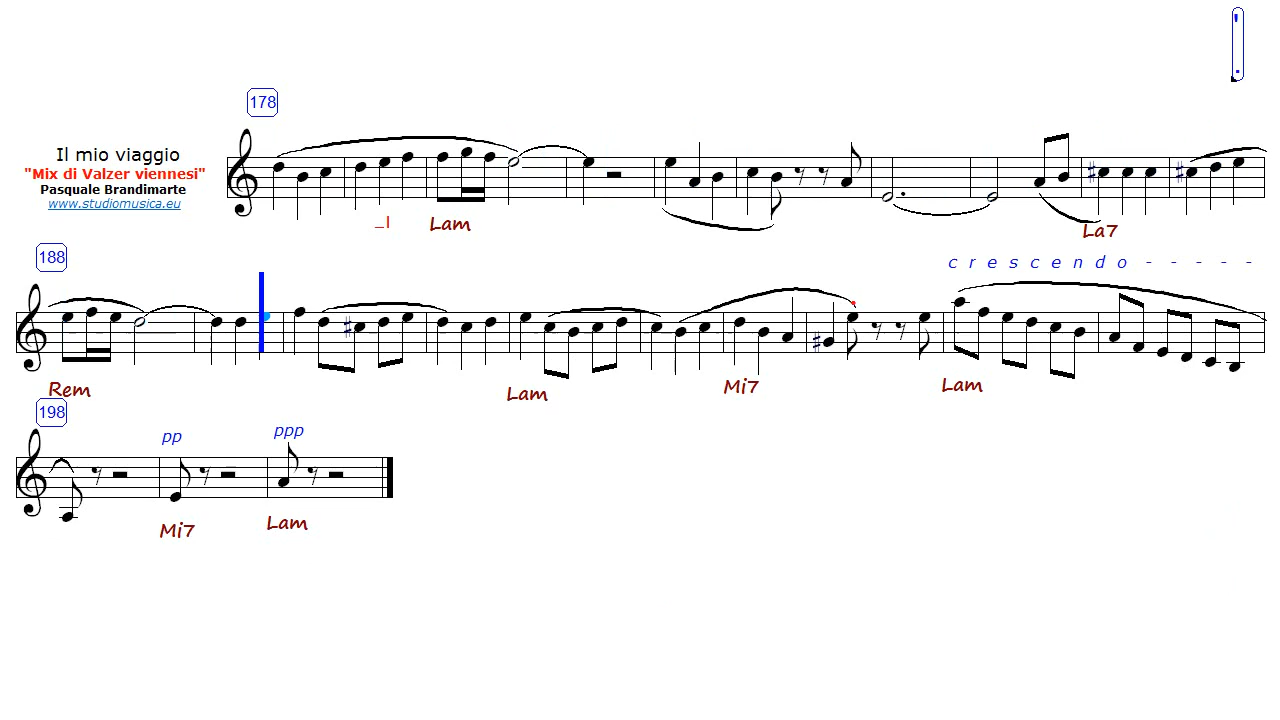 178
Il mio viaggio
"Mix di Valzer viennesi"
Pasquale Brandimarte
www.studiomusica.eu
_I
Lam
La7
188
c r e s c e n d o - - - - -
Rem
Lam
Mi7
Lam
198
pp
ppp
Mi7
Lam